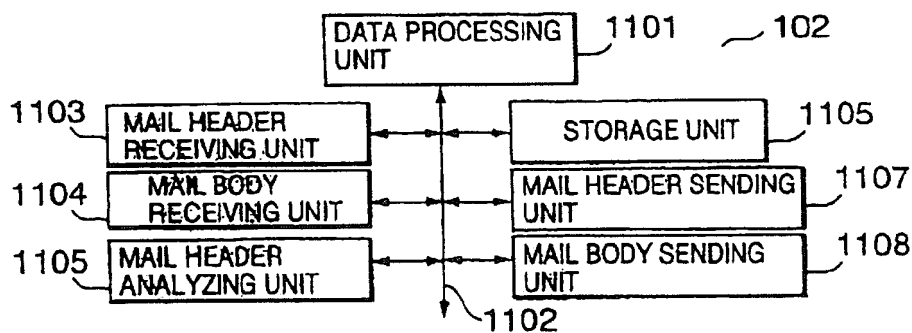 DATA PROCESSING
UNIT
1101
102
1103
MAIL HEADER
RECEIVING UNIT
STORAGE UNIT
1105
1104
MAIL BODY
RECEIVING UNIT
MAIL HEADER SENDING
UNIT
1107
1105
MAIL HEADER
ANALYZING UNIT
MAIL BODY SENDING
UNIT
1108
1102